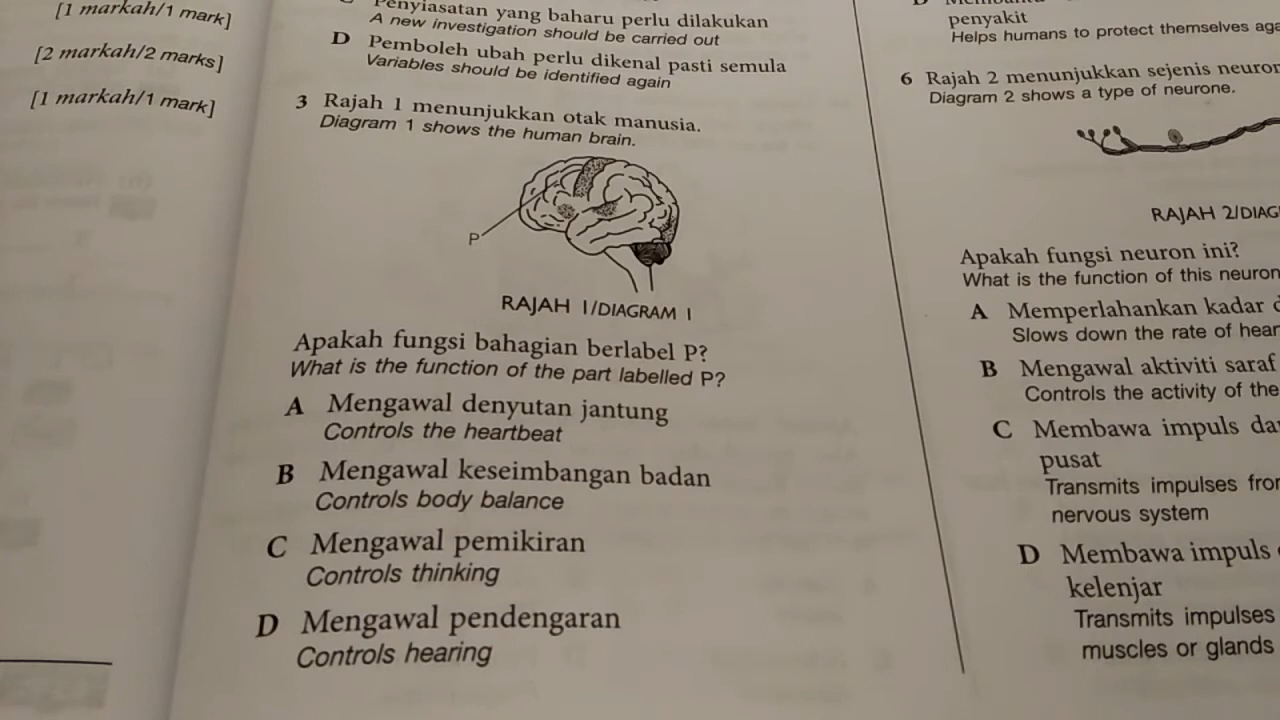 [1 markah/1 mark]
[2 markah/2 marks]
[1 markah/1 mark]
Penyiasatan yang baharu perlu dilakukan
A new investigation should be carried out
D Pemboleh ubah perlu dikenal pasti semula
Variables should be identified again
3 Rajah 1 menunjukkan otak manusia.
Diagram 1 shows the human brain.
P
RAJAH 1/DIAGRAM 1
Apakah fungsi bahagian berlabel P?
What is the function of the part labelled P?
A Mengawal denyutan jantung
Controls the heartbeat
B Mengawal keseimbangan badan
Controls body balance
C Mengawal pemikiran
Controls thinking
D Mengawal pendengaran
Controls hearing
penyakit
Helps humans to protect themselves
6 Rajah 2 menunjukkan sejenis
Diagram 2 shows a type of neurone.
RAJAH 2/
Apakah fungsi neuron ini?
What is the function of this
A Memperlahankan kadar
Slows down the rate of
B Mengawal aktiviti saraf
Controls the activity of the
C Membawa impuls
pusat
Transmits impulses
nervous system
D Membawa impuls
kelenjar
Transmits impulses
muscles or glands